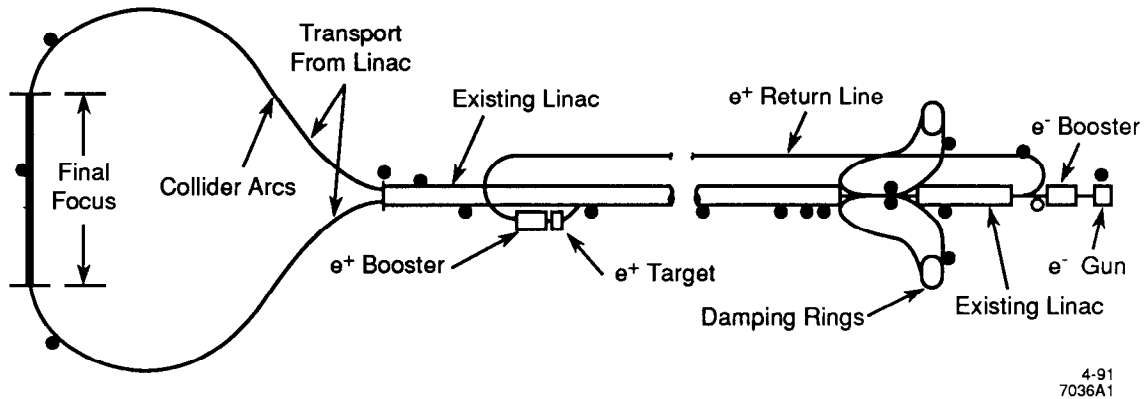 Transport
From Linac
Existing Linac
e+ Return Line
e- Booster
Final
Focus
Collider Arcs
e+ Booster
e+ Target
Damping Rings
Existing Linac
e- Gun
4-91
7036A1